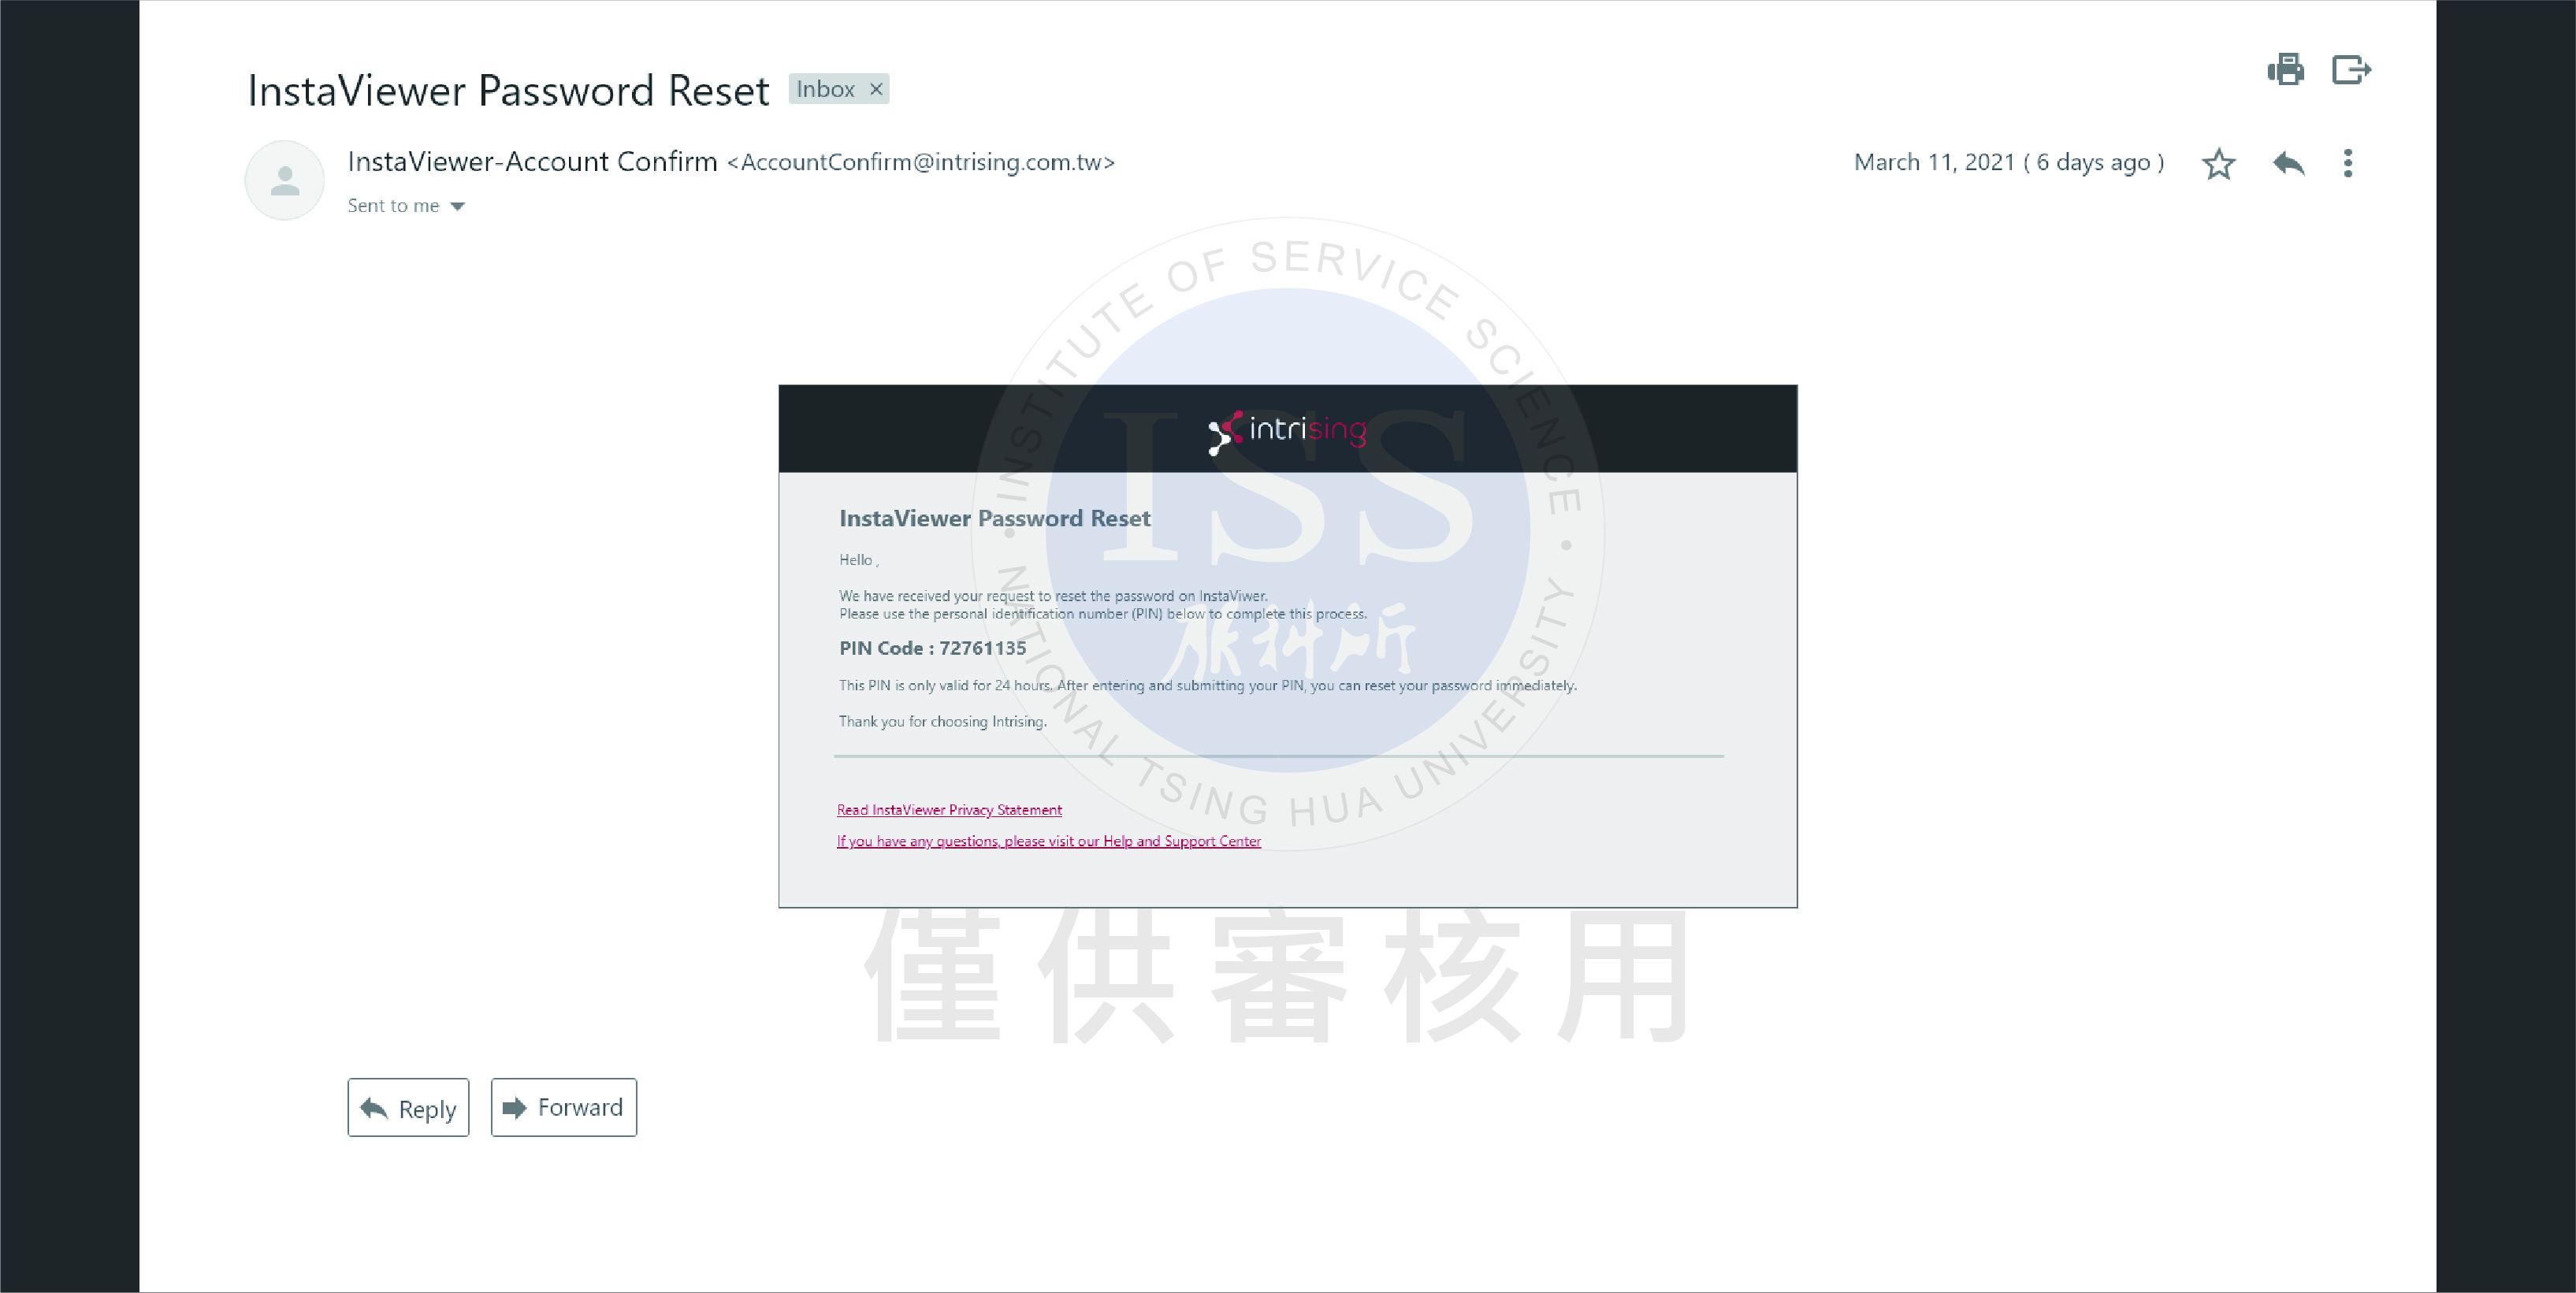 InstaViewer Password Reset Inbox ×
InstaViewer-Account Confirm <AccountConfirm@intrising.com.tw>
March 11, 2021 ( 6 days ago )
Sent to me
INSTITUTE OF SERVICE SCIENCE
intrising
ISS
InstaViewer Password Reset
Hello ,
We have received your request to reset the password on InstaViwer.
Please use the personal identification number (PIN) below to complete this process.
服科所
PIN Code : 72761135
This PIN is only valid for 24 hours. After entering and submitting your PIN, you can reset your password immediately.
Thank you for choosing Intrising.
NATIONAL TSING HUA UNIVERSITY
Read InstaViewer Privacy Statement
If you have any questions, please visit our Help and Support Center
僅供審核用
Reply
Forward